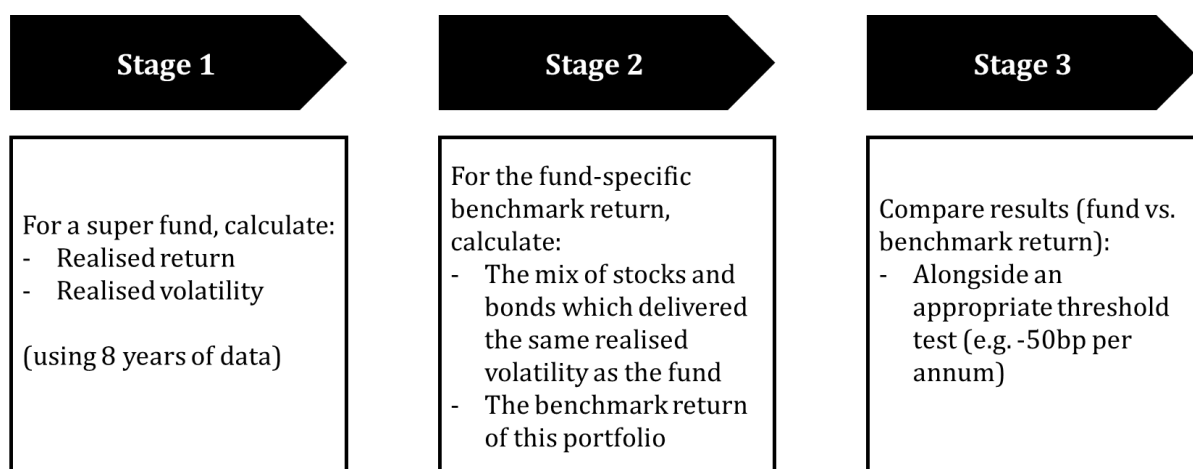 Stage 1
For a super fund, calculate:
- Realised return
- Realised volatility
(using 8 years of data)
Stage 2
For the fund-specific
benchmark return,
calculate:
- The mix of stocks and
bonds which delivered
the same realised
volatility as the fund
- The benchmark return
of this portfolio
Stage 3
Compare results (fund vs.
benchmark return):
- Alongside an
appropriate threshold
test (e.g. -50bp per
annum)